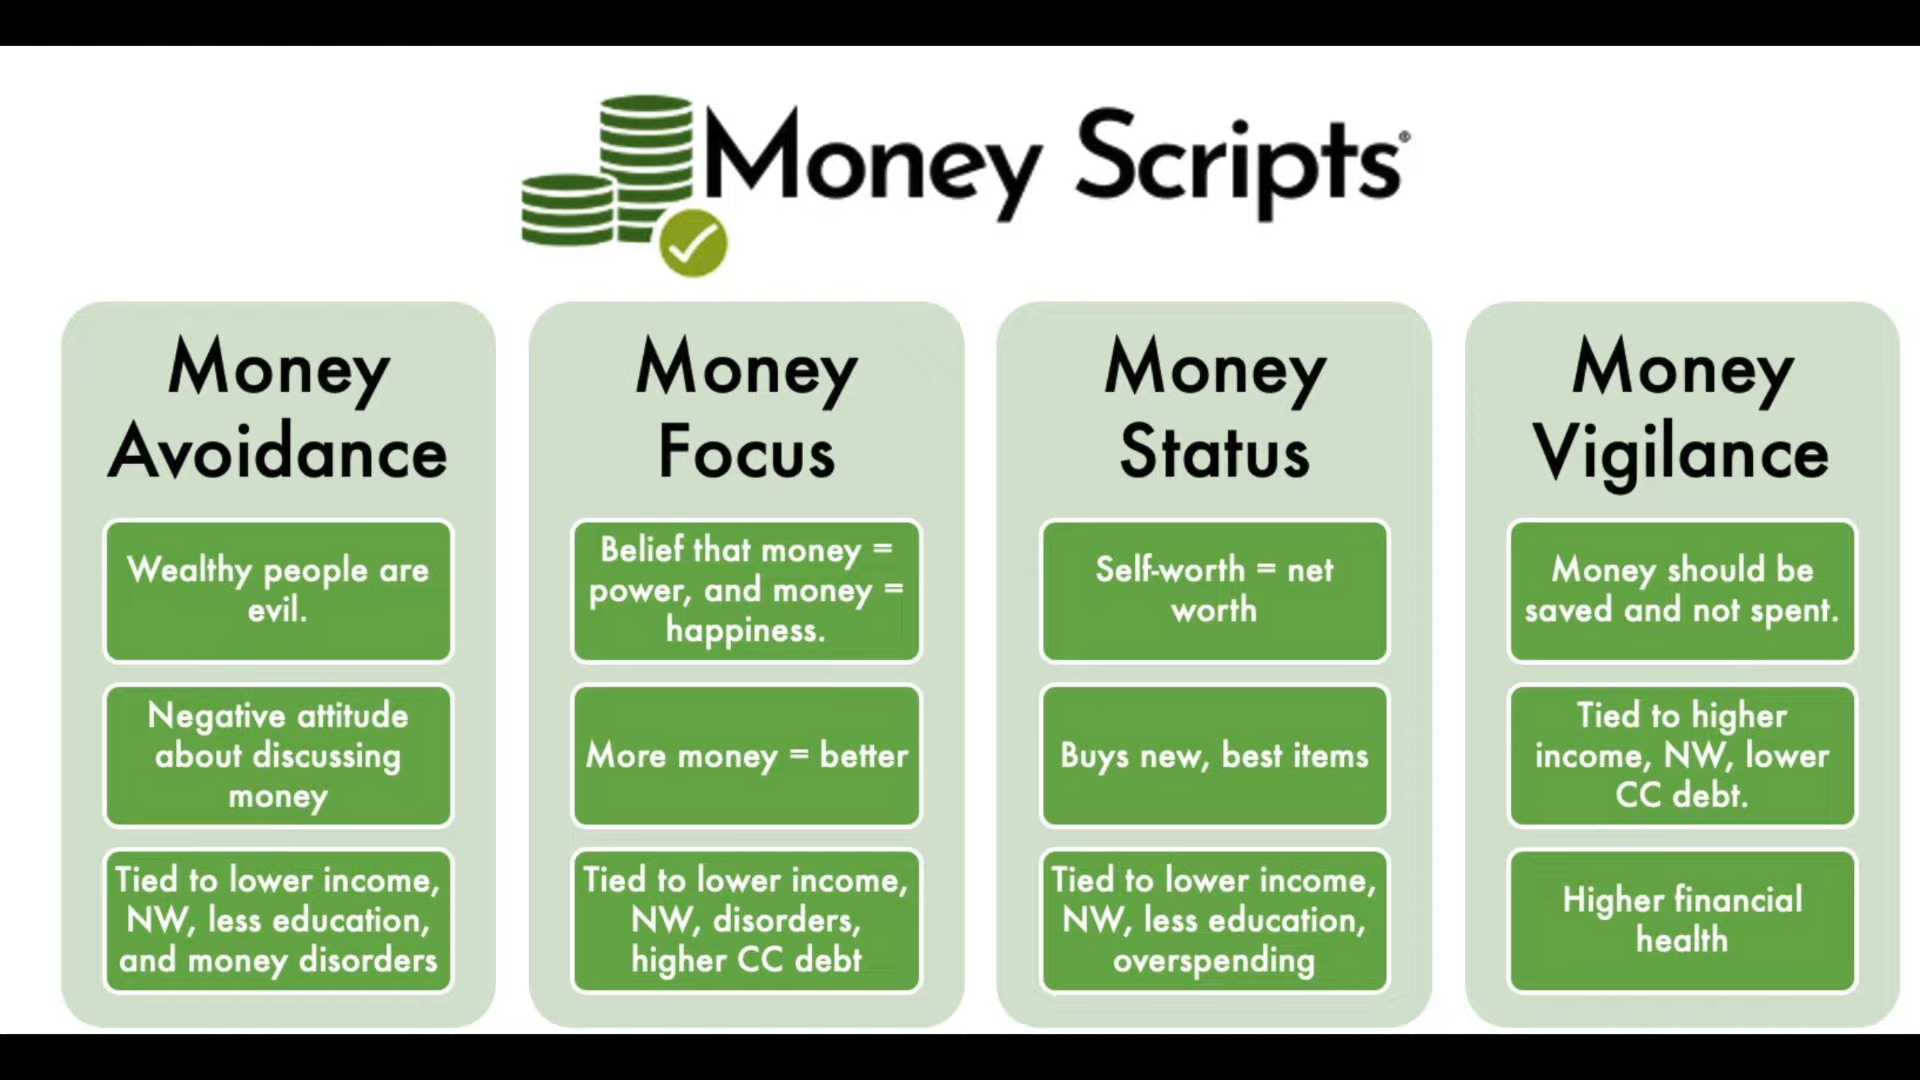 Money Scripts®
Money
Avoidance
Wealthy people are
evil.
Negative attitude
about discussing
money
Tied to lower income,
NW, less education,
and money disorders
Money
Focus
Belief that money =
power, and money =
happiness.
More money = better
Tied to lower income,
NW, disorders,
higher CC debt
Money
Status
Self-worth = net
worth
Buys new, best items
Tied to lower income,
NW, less education,
overspending
Money
Vigilance
Money should be
saved and not spent.
Tied to higher
income, NW, lower
CC debt.
Higher financial
health